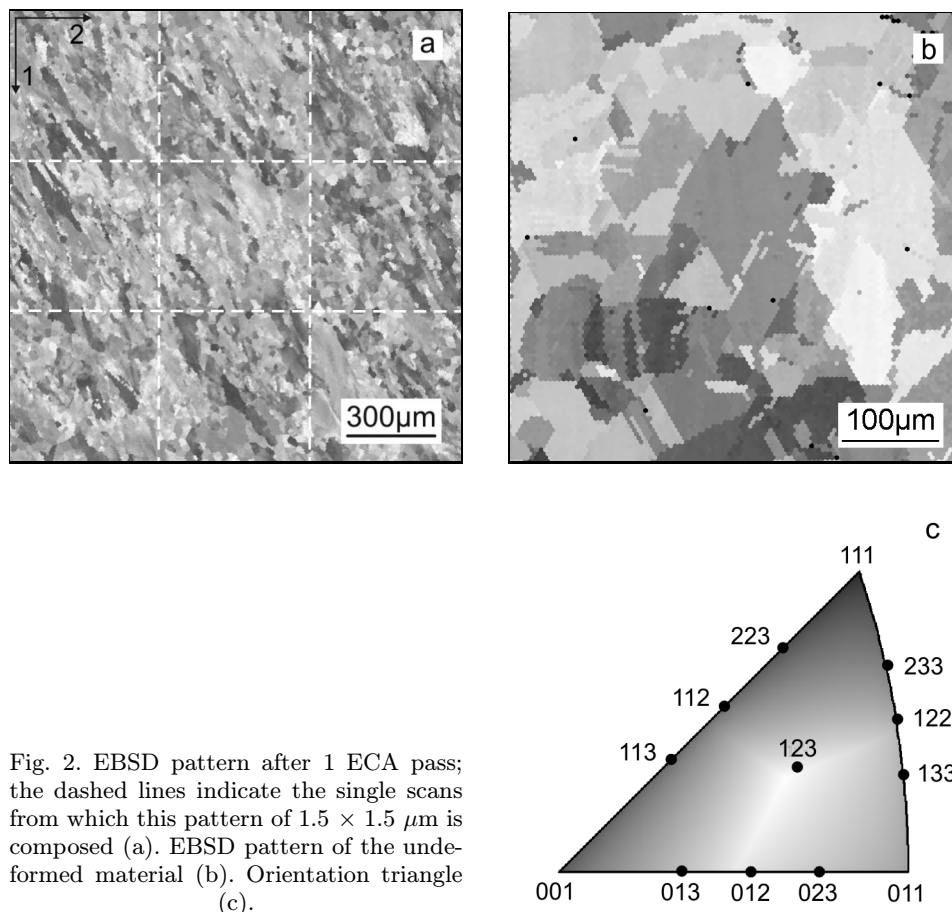 2
a
1
300µm
b
100µm
c
111
223
233
112
122
113
123
133
001
013
012
023
011
Fig. 2. EBSD pattern after 1 ECA pass;
the dashed lines indicate the single scans
from which this pattern of 1.5 × 1.5 µm is
composed (a). EBSD pattern of the unde-
formed material (b). Orientation triangle
(c).